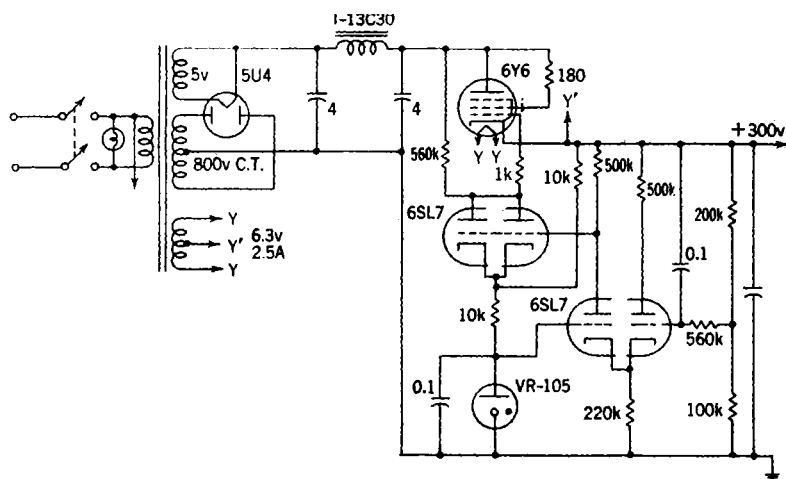 1-13C30
5v
5U4
4
4
6Y6
180
Y'
+300v
800v C.T.
560k
Y Y
1k
10k
500k
500k
200k
6SL7
0.1
Y
Y' 6.3v
2.5A
Y
10k
6SL7
560k
0.1
VR-105
220k
100k